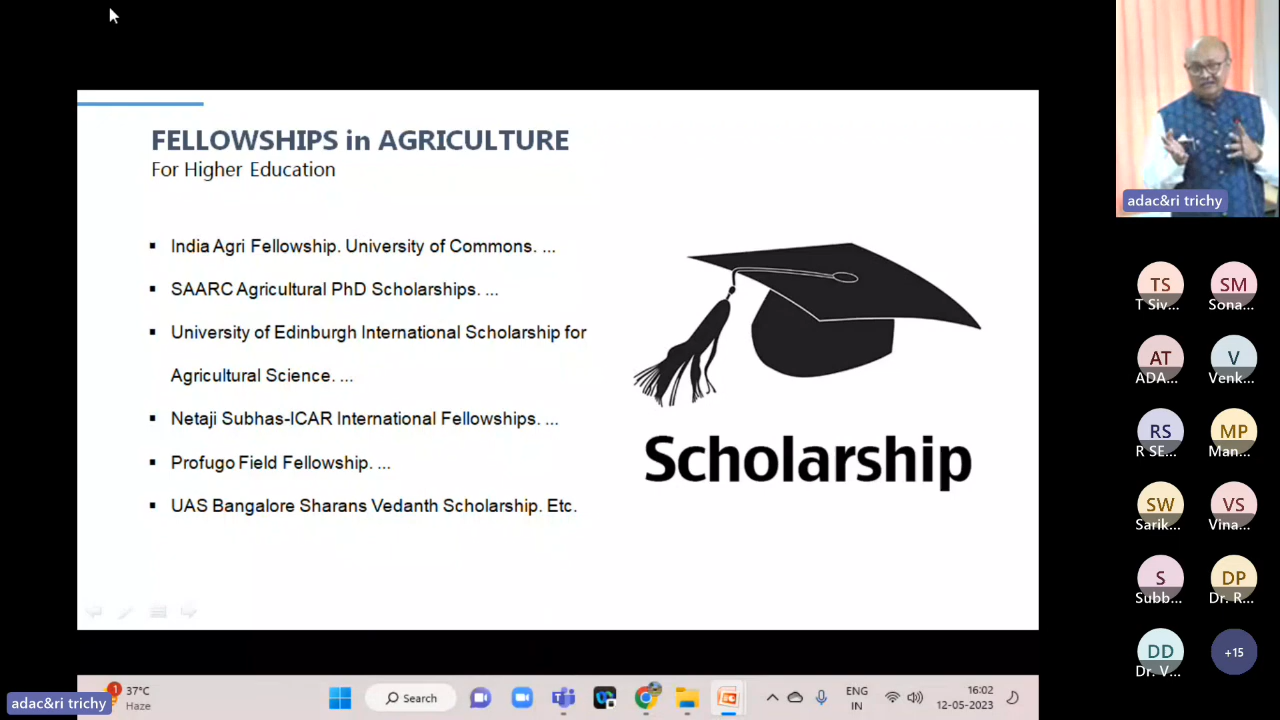 FELLOWSHIPS in AGRICULTURE
For Higher Education
▪ India Agri Fellowship. University of Commons. ...
▪ SAARC Agricultural PhD Scholarships. ...
▪ University of Edinburgh International Scholarship for
Agricultural Science. ...
▪ Netaji Subhas-ICAR International Fellowships. ...
▪ Profugo Field Fellowship. ...
▪ UAS Bangalore Sharans Vedanth Scholarship. Etc.
Scholarship
adac&ri trichy
TS
T Siv...
SM
Sona...
AT
ADA...
V
Venk...
RS
R SE...
MP
Man...
SW
Sarik...
VS
Vina...
S
Subb...
DP
Dr. R...
DD
Dr. V...
+15
1
37°C
Haze
Search
ENG
IN
16:02
12-05-2023
adac&ri trichy